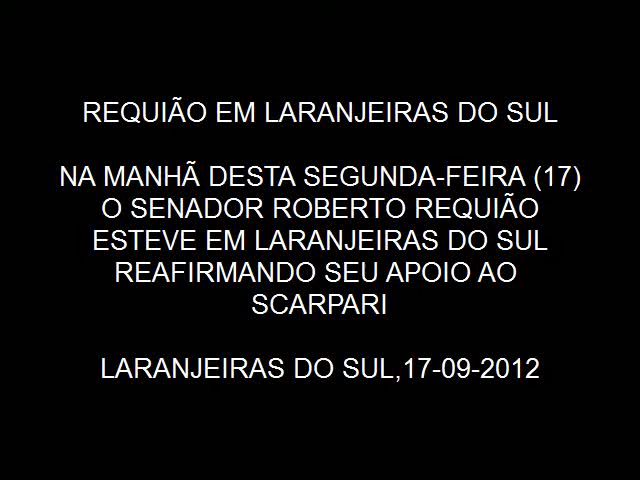 REQUIÃO EM LARANJEIRAS DO SUL
NA MANHÃ DESTA SEGUNDA-FEIRA (17)
O SENADOR ROBERTO REQUIÃO
ESTEVE EM LARANJEIRAS DO SUL
REAFIRMANDO SEU APOIO AO
SCARPARI
LARANJEIRAS DO SUL,17-09-2012